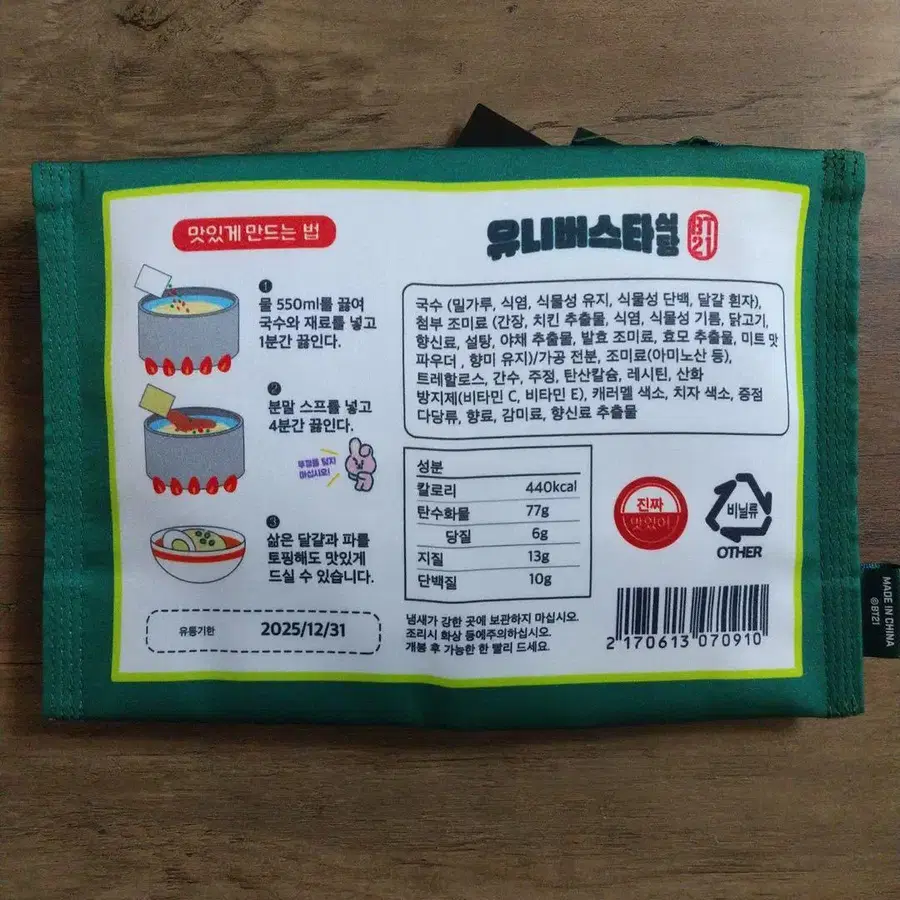 맛있게 만드는 법
1
물 550ml를 끓여
국수와 재료를 넣고
1분간 끓인다.
2
분말 스프를 넣고
4분간 끓인다.
뚜껑을 닫지
마십시오!
3
삶은 달걀과 파를
토핑해도 맛있게
드실 수 있습니다.
유통기한 2025/12/31
유니버스타 식당 BT21
국수 (밀가루, 식염, 식물성 유지, 식물성 단백, 달걀 흰자),
첨부 조미료 (간장, 치킨 추출물, 식염, 식물성 기름, 닭고기,
향신료, 설탕, 야채 추출물, 발효 조미료, 효모 추출물, 미트 맛
파우더 , 향미 유지)/가공 전분, 조미료(아미노산 등),
트레할로스, 간수, 주정, 탄산칼슘, 레시틴, 산화
방지제(비타민 C, 비타민 E), 캐러멜 색소, 치자 색소, 증점
다당류, 향료, 감미료, 향신료 추출물
성분
칼로리 440kcal
탄수화물 77g
당질 6g
지질 13g
단백질 10g
냄새가 강한 곳에 보관하지 마십시오.
조리시 화상 등에주의하십시오.
개봉 후 가능한 한 빨리 드세요.
진짜
맛있어
비닐류
OTHER
2 170613 070910
MADE IN CHINA
©BT21